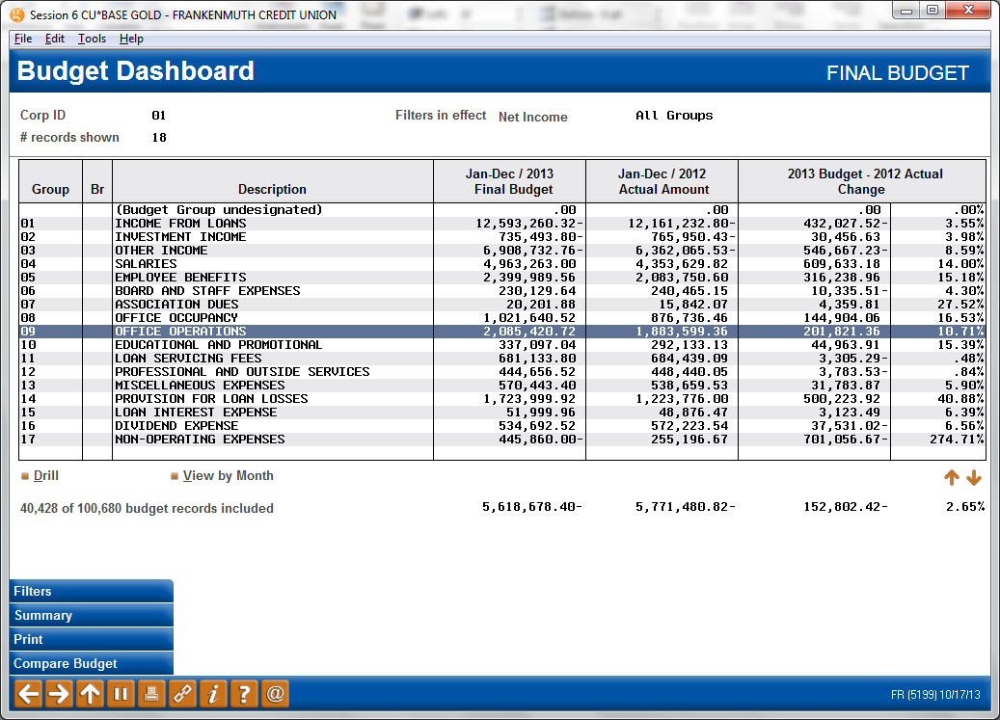 Session 6 CU*BASE GOLD - FRANKENMUTH CREDIT UNION
File Edit Tools Help
Budget Dashboard FINAL BUDGET
Corp ID 01 Filters in effect Net Income All Groups
# records shown 18
Jan-Dec / 2013 Jan-Dec / 2012 2013 Budget - 2012 Actual
Group Br Description Final Budget Actual Amount Change
(Budget Group undesignated) .00 .00 .00 .00%
01 INCOME FROM LOANS 12,593,260.32- 12,161,232.80- 432,027.52- 3.55%
02 INVESTMENT INCOME 735,493.80- 765,950.43- 30,456.63 3.98%
03 OTHER INCOME 6,908,732.76- 6,362,065.53- 546,667.23- 8.59%
04 SALARIES 4,963,263.00 4,353,629.82 609,633.18 14.00%
05 EMPLOYEE BENEFITS 2,399,989.56 2,083,750.60 316,238.96 15.18%
06 BOARD AND STAFF EXPENSES 230,129.64 240,465.15 10,335.51- 4.30%
07 ASSOCIATION DUES 20,201.88 15,842.07 4,359.81 27.52%
08 OFFICE OCCUPANCY 1,021,640.52 876,736.46 144,904.06 16.53%
09 OFFICE OPERATIONS 2,085,420.72 1,883,599.36 201,821.36 10.71%
10 EDUCATIONAL AND PROMOTIONAL 337,097.04 292,133.13 44,963.91 15.39%
11 LOAN SERVICING FEES 681,133.80 684,439.09 3,305.29- .48%
12 PROFESSIONAL AND OUTSIDE SERVICES 444,656.52 448,440.05 3,783.53- .84%
13 MISCELLANEOUS EXPENSES 570,443.40 538,659.53 31,783.87 5.90%
14 PROVISION FOR LOAN LOSSES 1,723,999.92 1,223,776.00 500,223.92 40.88%
15 LOAN INTEREST EXPENSE 51,999.96 48,876.47 3,123.49 6.39%
16 DIVIDEND EXPENSE 534,692.52 572,223.54 37,531.02- 6.56%
17 NON-OPERATING EXPENSES 445,860.00- 255,196.67 701,056.67- 274.71%
Drill View by Month
40,428 of 100,680 budget records included 5,618,678.40- 5,771,480.82- 152,802.42- 2.65%
Filters
Summary
Print
Compare Budget
FR (5199) 10/17/13